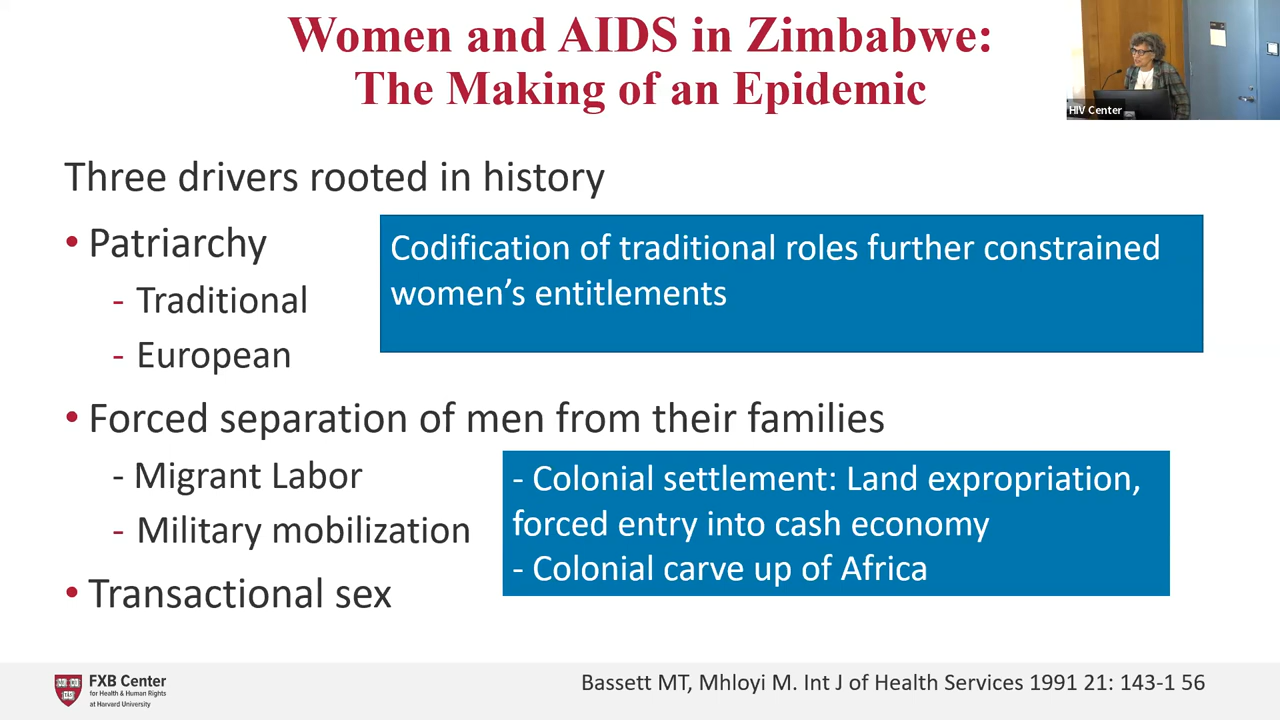 Women and AIDS in Zimbabwe:
The Making of an Epidemic
HIV Center
Three drivers rooted in history
• Patriarchy
- Traditional
- European
Codification of traditional roles further constrained
women's entitlements
• Forced separation of men from their families
- Migrant Labor
- Military mobilization
- Colonial settlement: Land expropriation,
forced entry into cash economy
- Colonial carve up of Africa
• Transactional sex
FXB Center
for Health & Human Rights
at Harvard University
Bassett MT, Mhloyi M. Int J of Health Services 1991 21: 143-1 56